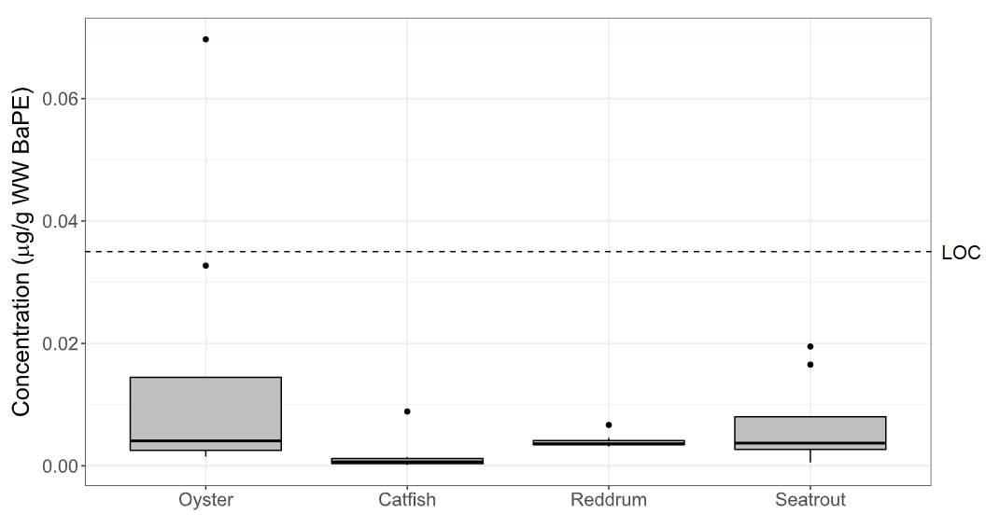 Concentration (μg/g WW BaPE)
0.06
0.04
0.02
0.00
LOC
Oyster Catfish Reddrum Seatrout